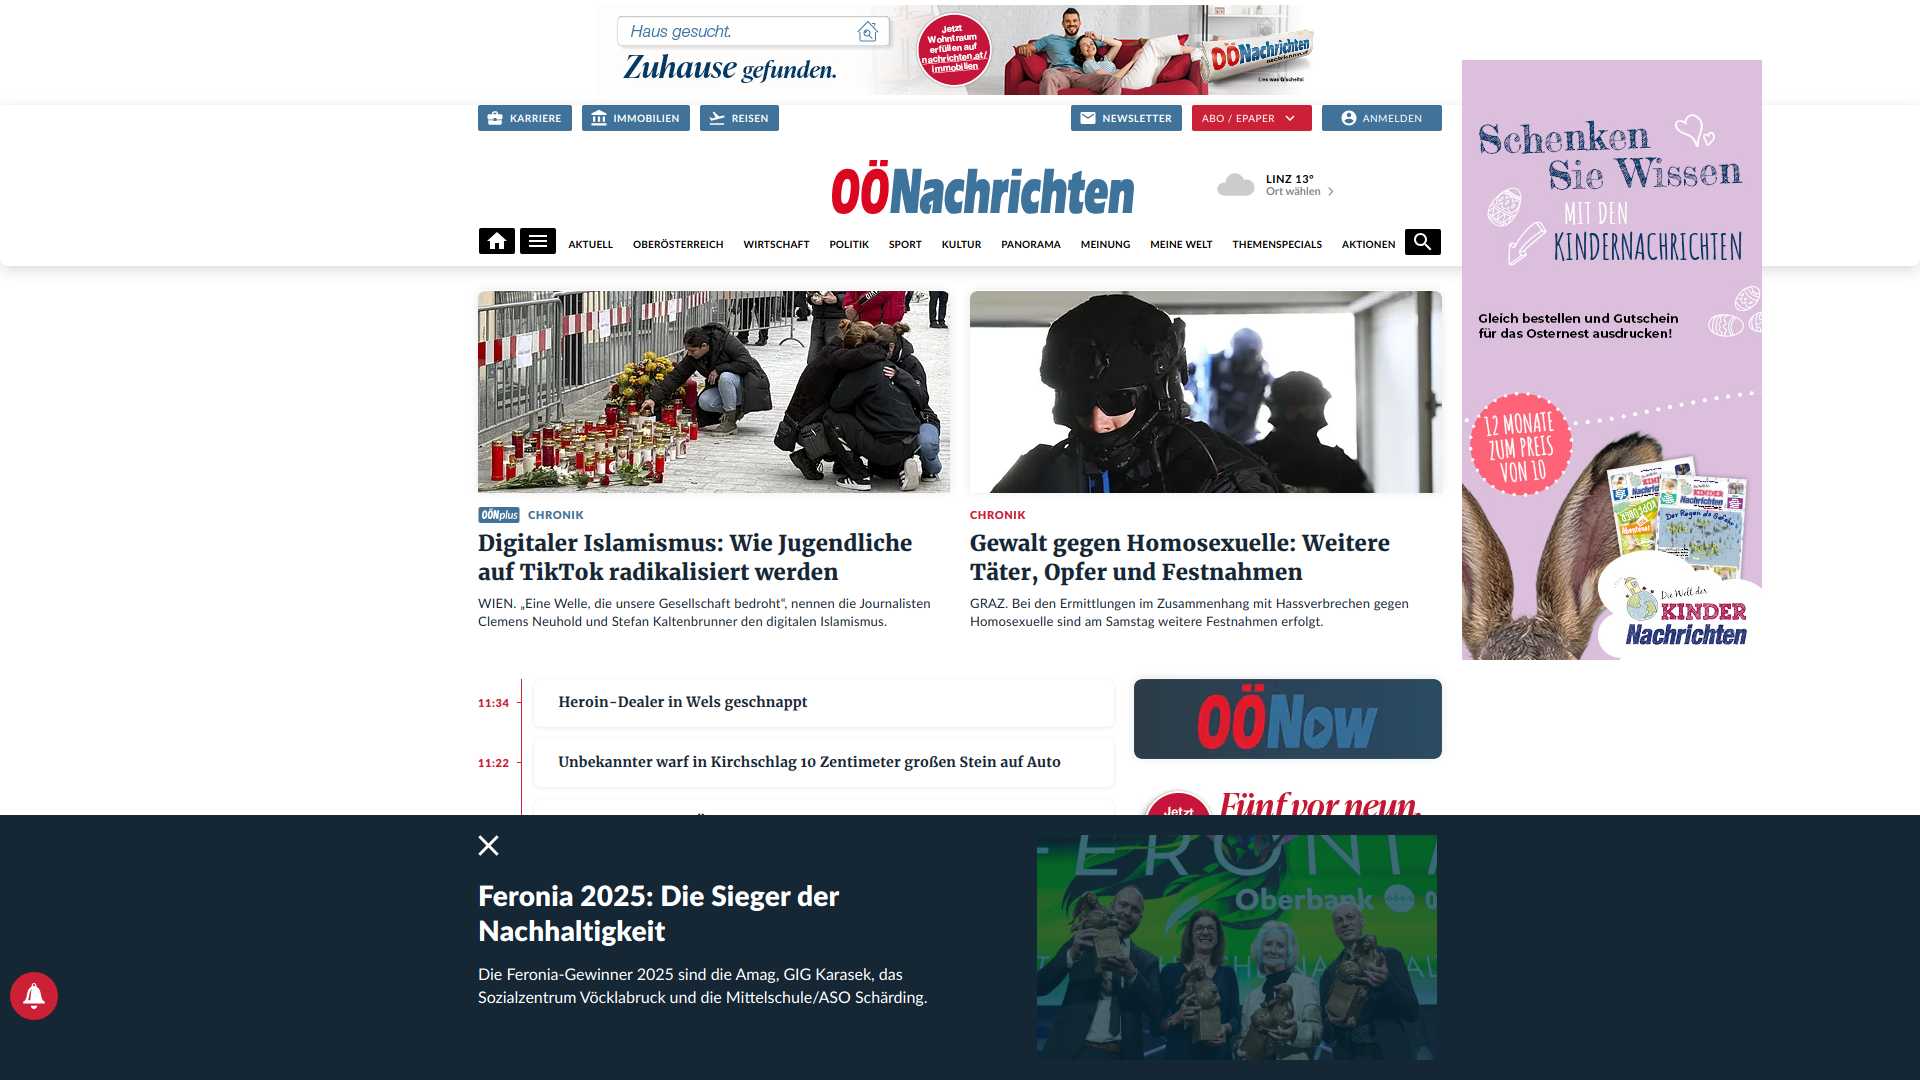 Haus gesucht.
Zuhause gefunden.
Jetzt
Wohntraum
erfüllen auf
nachrichten.at/
immobilien
OÖNachrichten
Lies was G'scheits!
KARRIERE
IMMOBILIEN
REISEN
NEWSLETTER
ABO / EPAPER
ANMELDEN
OÖNachrichten
LINZ 13°
Ort wählen
AKTUELL
OBERÖSTERREICH
WIRTSCHAFT
POLITIK
SPORT
KULTUR
PANORAMA
MEINUNG
MEINE WELT
THEMENSPECIALS
AKTIONEN
Schenken
Sie Wissen
MIT DEN
KINDERNACHRICHTEN
Gleich bestellen und Gutschein
für das Osternest ausdrucken!
12 MONATE
ZUM PREIS
VON 10
KINDER
Nachrichten
Die Welt der
KINDER
Nachrichten
OÖNplus CHRONIK
Digitaler Islamismus: Wie Jugendliche
auf TikTok radikalisiert werden
WIEN. „Eine Welle, die unsere Gesellschaft bedroht“, nennen die Journalisten
Clemens Neuhold und Stefan Kaltenbrunner den digitalen Islamismus.
CHRONIK
Gewalt gegen Homosexuelle: Weitere
Täter, Opfer und Festnahmen
GRAZ. Bei den Ermittlungen im Zusammenhang mit Hassverbrechen gegen
Homosexuelle sind am Samstag weitere Festnahmen erfolgt.
11:34
Heroin-Dealer in Wels geschnappt
11:22
Unbekannter warf in Kirchschlag 10 Zentimeter großen Stein auf Auto
OÖNow
Jetzt
Fünf vor neun.
Feronia 2025: Die Sieger der
Nachhaltigkeit
Die Feronia-Gewinner 2025 sind die Amag, GIG Karasek, das
Sozialzentrum Vöcklabruck und die Mittelschule/ASO Schärding.
FERONIA
Oberbank